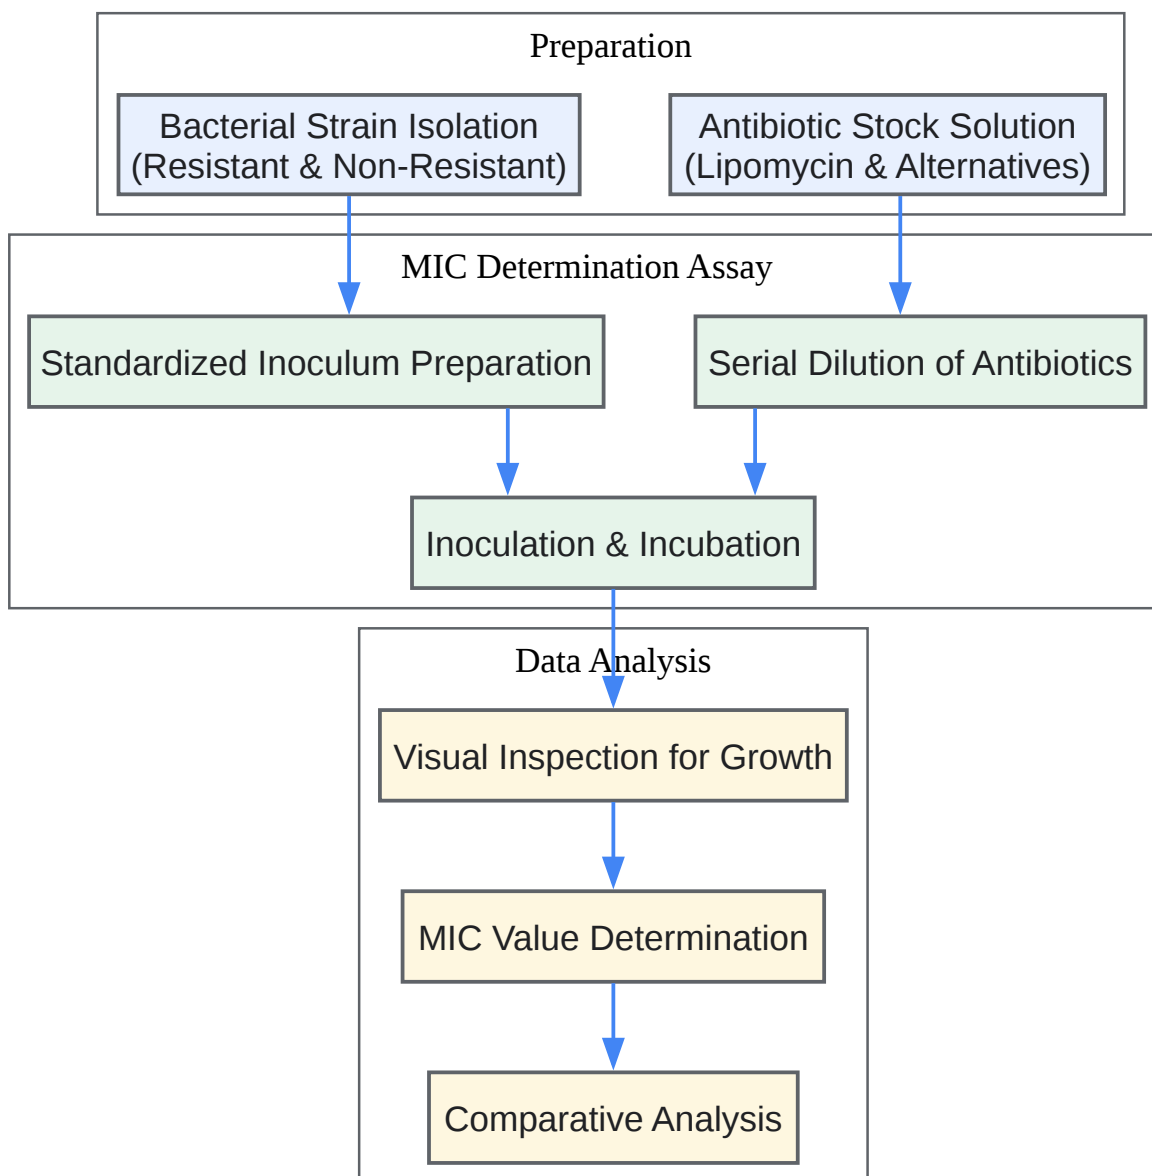 Preparation
Bacterial Strain Isolation
(Resistant & Non-Resistant)
Antibiotic Stock Solution
(Lipomycin & Alternatives)
MIC Determination Assay
Standardized Inoculum Preparation
Serial Dilution of Antibiotics
Inoculation & Incubation
Data Analysis
Visual Inspection for Growth
MIC Value Determination
Comparative Analysis